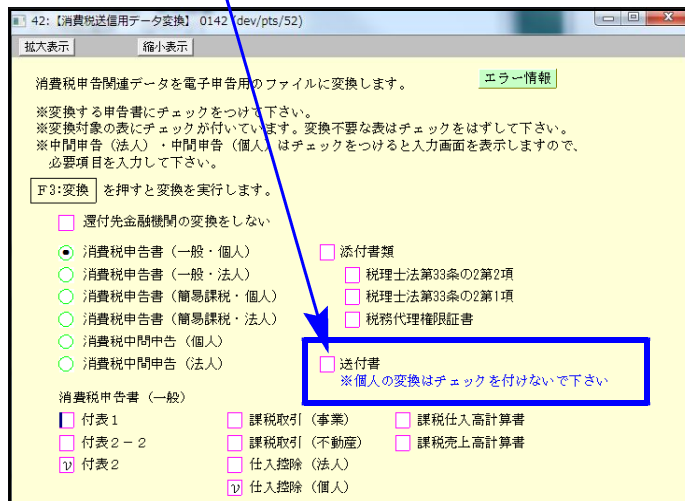 42:【消費税送信用データ変換】 0142 (dev/pts/52)
拡大表示 縮小表示
消費税申告関連データを電子申告用のファイルに変換します。 エラー情報
※変換する申告書にチェックをつけて下さい。
※変換対象の表にチェックが付いています。変換不要な表はチェックをはずして下さい。
※中間申告（法人）・中間申告（個人）はチェックをつけると入力画面を表示しますので、
必要項目を入力して下さい。
F3:変換 を押すと変換を実行します。
還付先金融機関の変換をしない
消費税申告書（一般・個人） 添付書類
消費税申告書（一般・法人） 税理士法第33条の2第2項
消費税申告書（簡易課税・個人） 税理士法第33条の2第1項
消費税申告書（簡易課税・法人） 税務代理権限証書
消費税中間申告（個人）
消費税中間申告（法人） 送付書
※個人の変換はチェックを付けないで下さい
消費税申告書（一般）
付表1 課税取引（事業） 課税仕入高計算書
付表2－2 課税取引（不動産） 課税売上高計算書
付表2 仕入控除（法人）
仕入控除（個人）